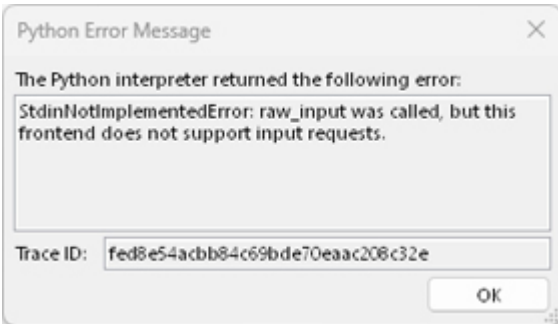 Python Error Message
The Python interpreter returned the following error:
StdinNotImplementedError: raw_input was called, but this
frontend does not support input requests.
Trace ID: fed8e54acbb84c69bde70eaac208c32e
OK